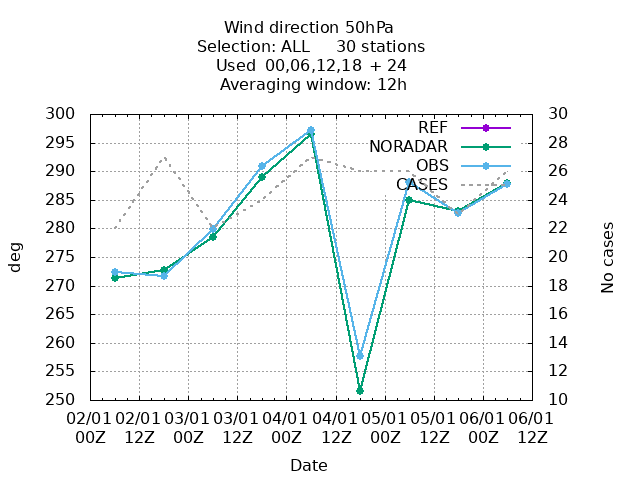 Wind direction 50hPa
Selection: ALL 30 stations
Used 00,06,12,18 + 24
Averaging window: 12h
300 30
295 28
290 26
285 24
280 22
275 20
270 18
265 16
260 14
255 12
250 10
REF
NORADAR
OBS
CASES
deg
No cases
02/01 02/01 03/01 03/01 04/01 04/01 05/01 05/01 06/01 06/01
00Z 12Z 00Z 12Z 00Z 12Z 00Z 12Z 00Z 12Z
Date